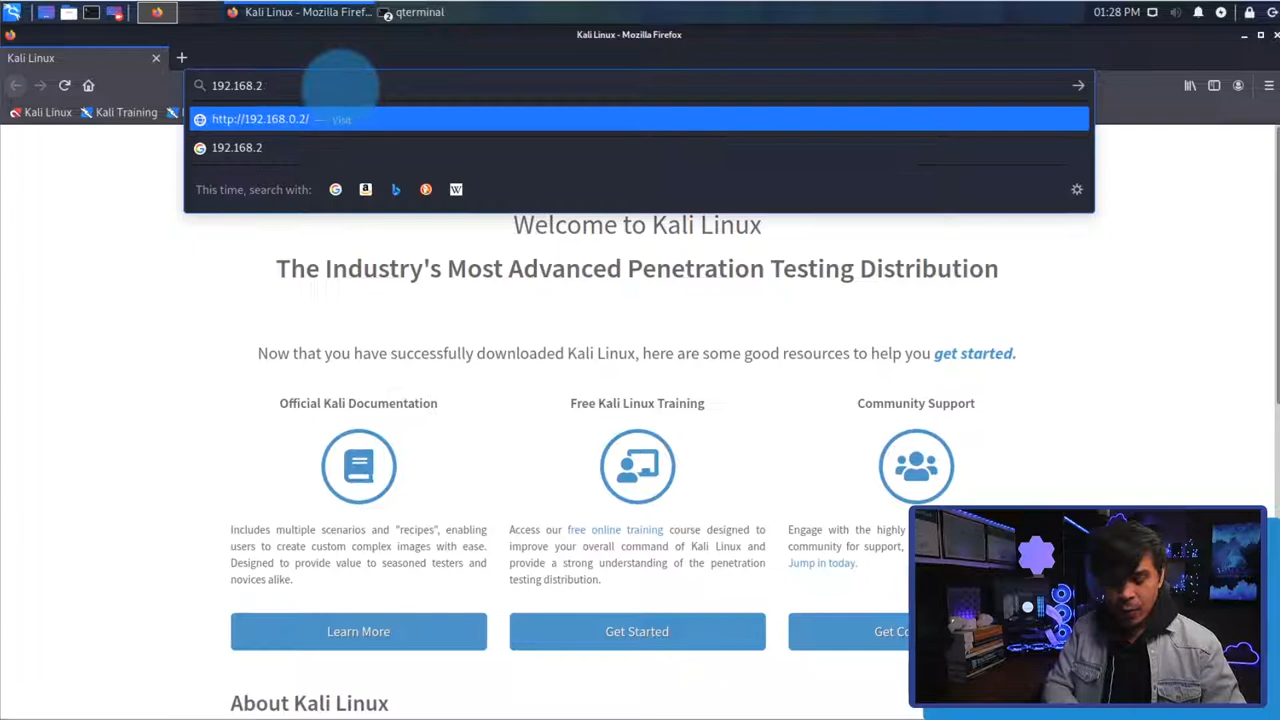 Kali Linux - Mozilla Firef...
qterminal
01:28 PM
Kali Linux - Mozilla Firefox
Kali Linux
192.168.2
Kali Linux
Kali Training
http://192.168.0.2/ — Visit
192.168.2
This time, search with:
Welcome to Kali Linux
The Industry's Most Advanced Penetration Testing Distribution
Now that you have successfully downloaded Kali Linux, here are some good resources to help you get started.
Official Kali Documentation
Includes multiple scenarios and "recipes", enabling
users to create custom complex images with ease.
Designed to provide value to seasoned testers and
novices alike.
Learn More
Free Kali Linux Training
Access our free online training course designed to
improve your overall command of Kali Linux and
provide a strong understanding of the penetration
testing distribution.
Get Started
Community Support
Engage with the highly
community for support,
Jump in today.
Get Co
About Kali Linux